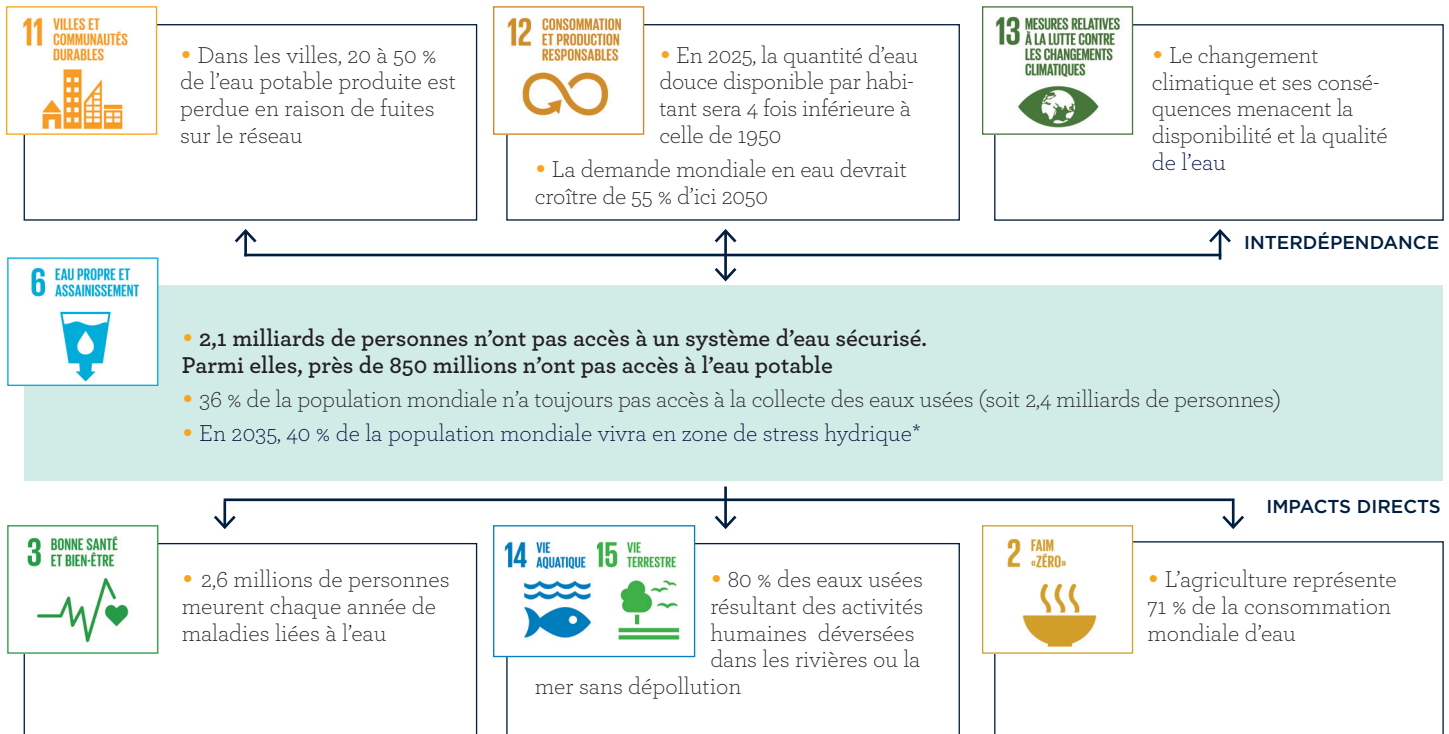 11 VILLES ET
COMMUNAUTÉS
DURABLES
• Dans les villes, 20 à 50 %
de l’eau potable produite est
perdue en raison de fuites
sur le réseau
12 CONSOMMATION
ET PRODUCTION
RESPONSABLES
• En 2025, la quantité d’eau
douce disponible par habi-
tant sera 4 fois inférieure à
celle de 1950
• La demande mondiale en eau devrait
croître de 55 % d’ici 2050
13 MESURES RELATIVES
À LA LUTTE CONTRE
LES CHANGEMENTS
CLIMATIQUES
• Le changement
climatique et ses consé-
quences menacent la
disponibilité et la qualité
de l’eau
INTERDÉPENDANCE
6 EAU PROPRE ET
ASSAINISSEMENT
• 2,1 milliards de personnes n’ont pas accès à un système d’eau sécurisé.
Parmi elles, près de 850 millions n’ont pas accès à l’eau potable
• 36 % de la population mondiale n’a toujours pas accès à la collecte des eaux usées (soit 2,4 milliards de personnes)
• En 2035, 40 % de la population mondiale vivra en zone de stress hydrique*
IMPACTS DIRECTS
3 BONNE SANTÉ
ET BIEN-ÊTRE
• 2,6 millions de personnes
meurent chaque année de
maladies liées à l’eau
14 VIE
AQUATIQUE
15 VIE
TERRESTRE
• 80 % des eaux usées
résultant des activités
humaines déversées
dans les rivières ou la
mer sans dépollution
2 FAIM
«ZÉRO»
• L’agriculture représente
71 % de la consommation
mondiale d’eau